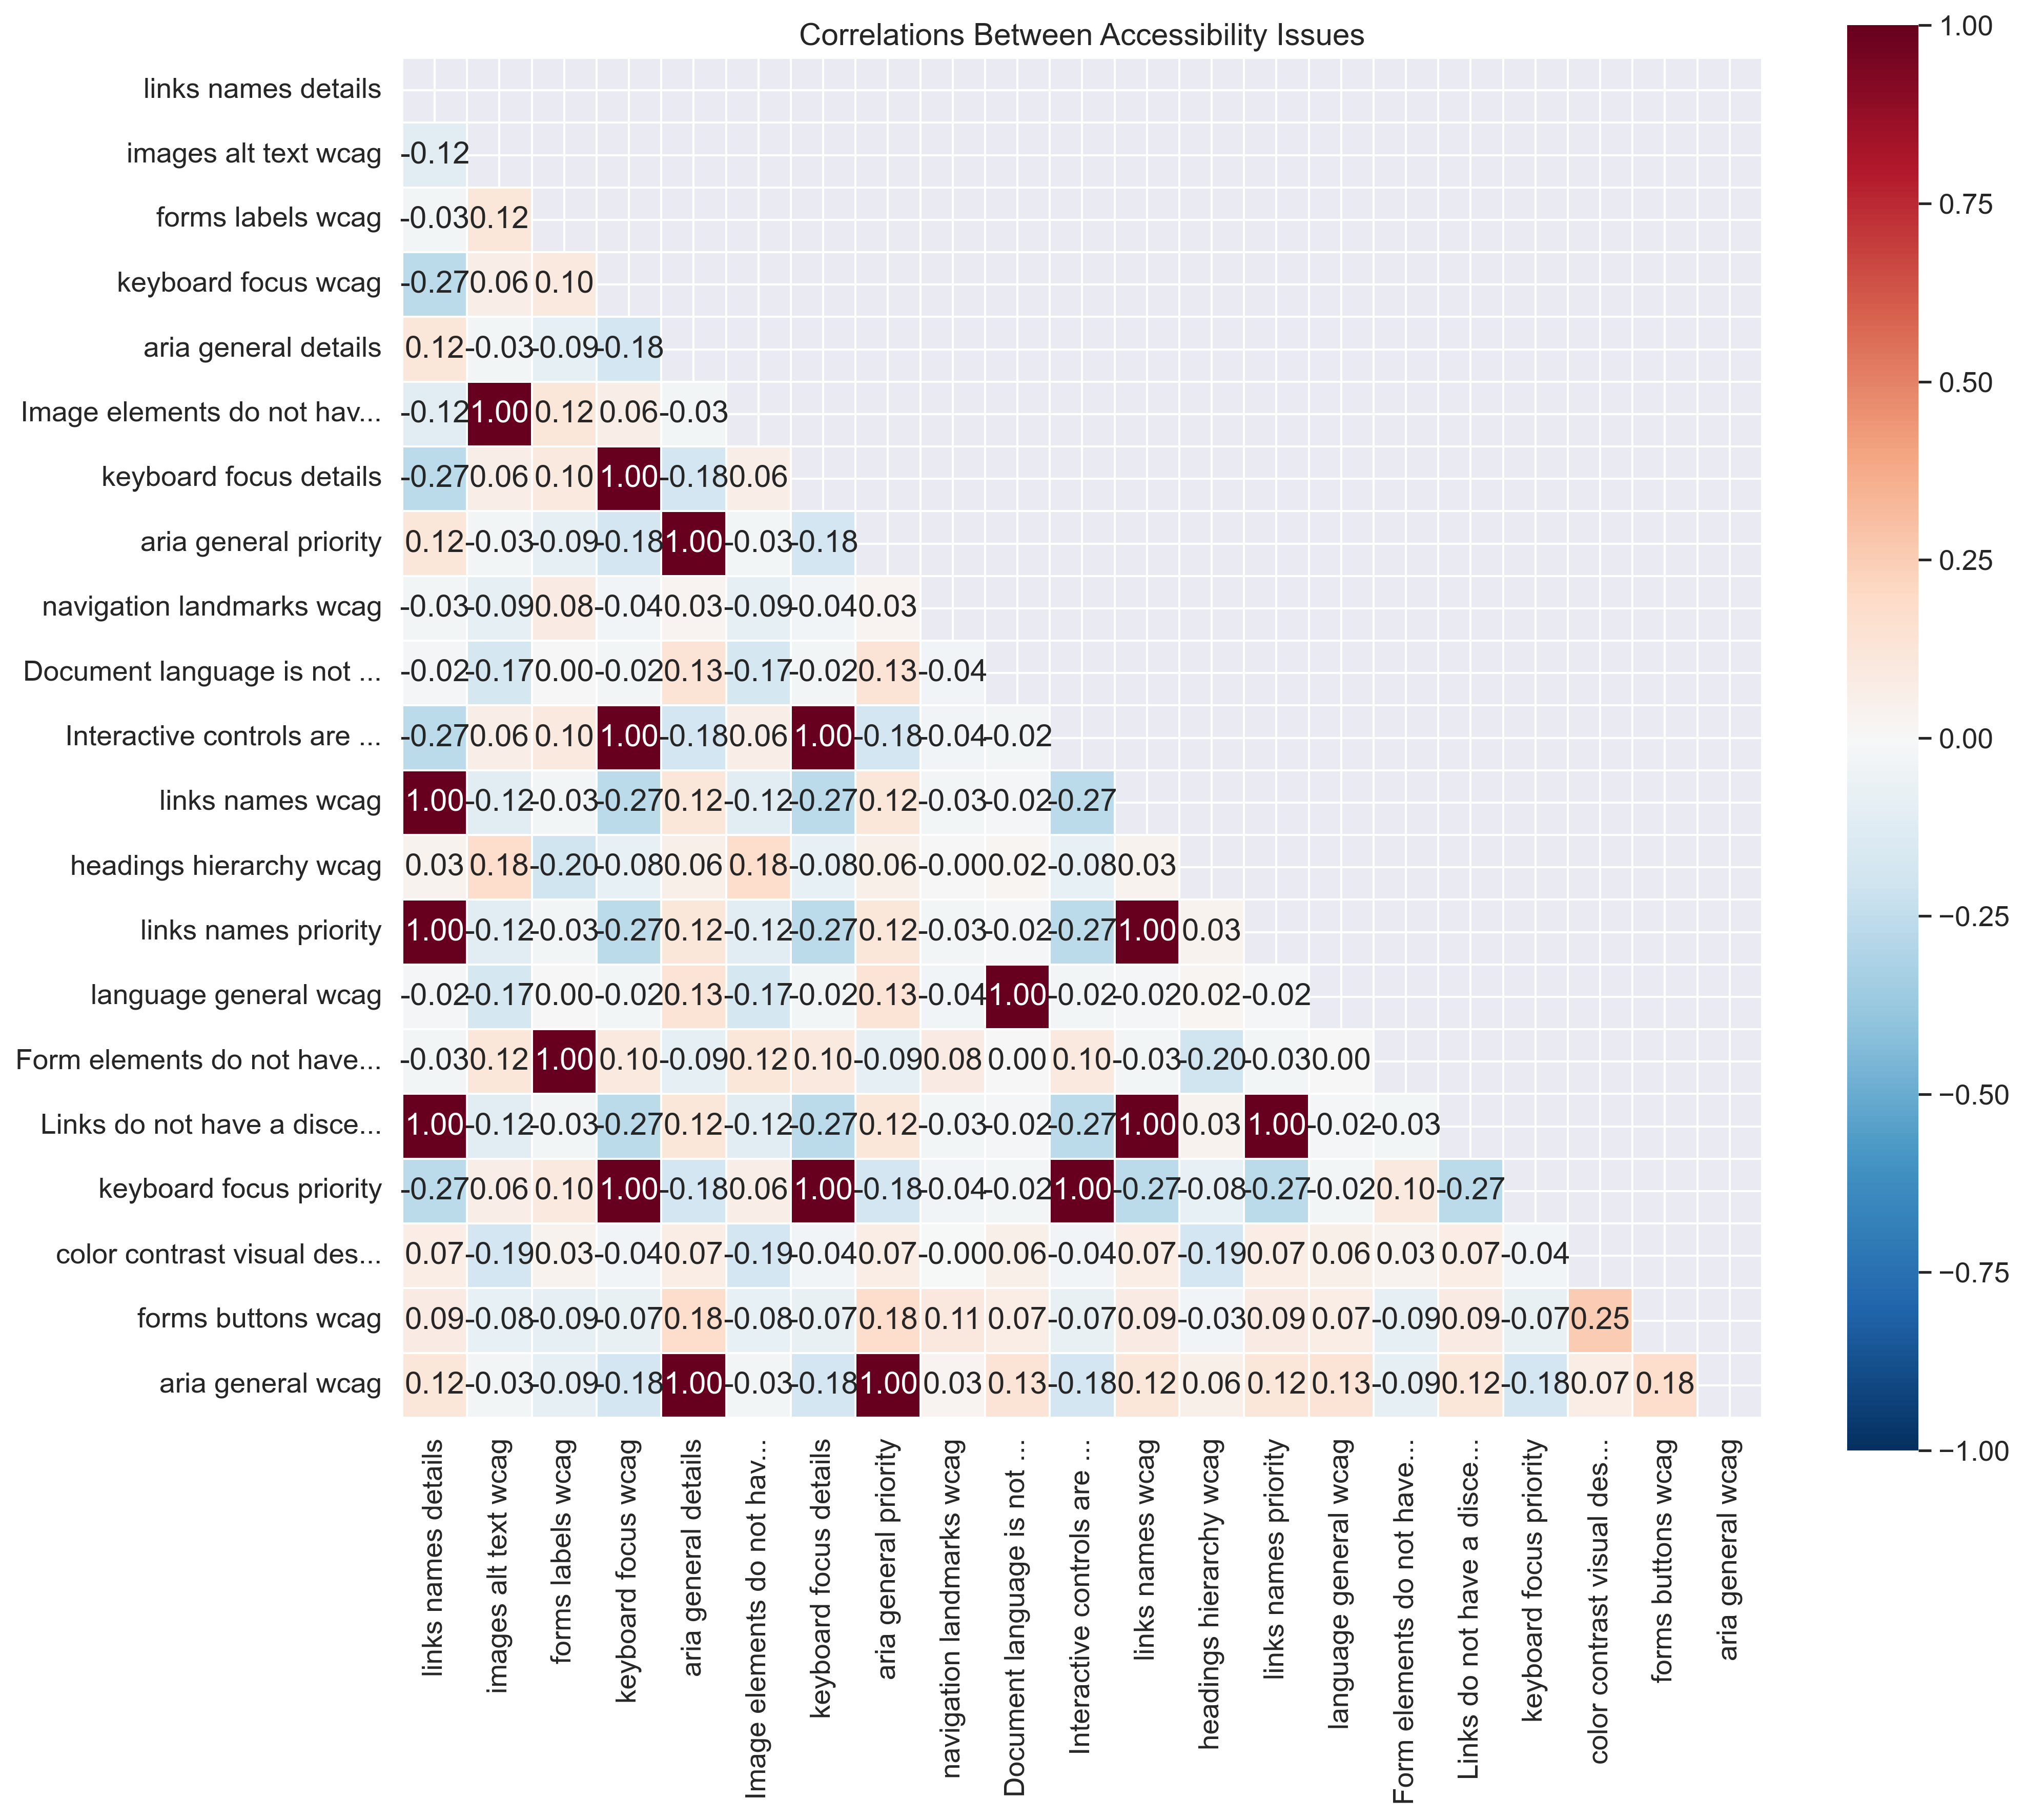 Correlations Between Accessibility Issues
links names details
images alt text wcag -0.12
forms labels wcag -0.03 0.12
keyboard focus wcag -0.27 0.06 0.10
aria general details 0.12 -0.03 -0.09 -0.18
Image elements do not hav... -0.12 1.00 0.12 0.06 -0.03
keyboard focus details -0.27 0.06 0.10 1.00 -0.18 0.06
aria general priority 0.12 -0.03 -0.09 -0.18 1.00 -0.03 -0.18
navigation landmarks wcag -0.03 -0.09 0.08 -0.04 0.03 -0.09 -0.04 0.03
Document language is not ... -0.02 -0.17 0.00 -0.02 0.13 -0.17 -0.02 0.13 -0.04
Interactive controls are ... -0.27 0.06 0.10 1.00 -0.18 0.06 1.00 -0.18 -0.04 -0.02
links names wcag 1.00 -0.12 -0.03 -0.27 0.12 -0.12 -0.27 0.12 -0.03 -0.02 -0.27
headings hierarchy wcag 0.03 0.18 -0.20 -0.08 0.06 0.18 -0.08 0.06 -0.00 0.02 -0.08 0.03
links names priority 1.00 -0.12 -0.03 -0.27 0.12 -0.12 -0.27 0.12 -0.03 -0.02 -0.27 1.00 0.03
language general wcag -0.02 -0.17 0.00 -0.02 0.13 -0.17 -0.02 0.13 -0.04 1.00 -0.02 -0.02 0.02 -0.02
Form elements do not have... -0.03 0.12 1.00 0.10 -0.09 0.12 0.10 -0.09 0.08 0.00 0.10 -0.03 -0.20 -0.03 0.00
Links do not have a disce... 1.00 -0.12 -0.03 -0.27 0.12 -0.12 -0.27 0.12 -0.03 -0.02 -0.27 1.00 0.03 1.00 -0.02 -0.03
keyboard focus priority -0.27 0.06 0.10 1.00 -0.18 0.06 1.00 -0.18 -0.04 -0.02 1.00 -0.27 -0.08 -0.27 -0.02 0.10 -0.27
color contrast visual des... 0.07 -0.19 0.03 -0.04 0.07 -0.19 -0.04 0.07 -0.00 0.06 -0.04 0.07 -0.19 0.07 0.06 0.03 0.07 -0.04
forms buttons wcag 0.09 -0.08 -0.09 -0.07 0.18 -0.08 -0.07 0.18 0.11 0.07 -0.07 0.09 -0.03 0.09 0.07 -0.09 0.09 -0.07 0.25
aria general wcag 0.12 -0.03 -0.09 -0.18 1.00 -0.03 -0.18 1.00 0.03 0.13 -0.18 0.12 0.06 0.12 0.13 -0.09 0.12 -0.18 0.07 0.18
links names details
images alt text wcag
forms labels wcag
keyboard focus wcag
aria general details
Image elements do not hav...
keyboard focus details
aria general priority
navigation landmarks wcag
Document language is not ...
Interactive controls are ...
links names wcag
headings hierarchy wcag
links names priority
language general wcag
Form elements do not have...
Links do not have a disce...
keyboard focus priority
color contrast visual des...
forms buttons wcag
aria general wcag
1.00
0.75
0.50
0.25
0.00
−0.25
−0.50
−0.75
−1.00